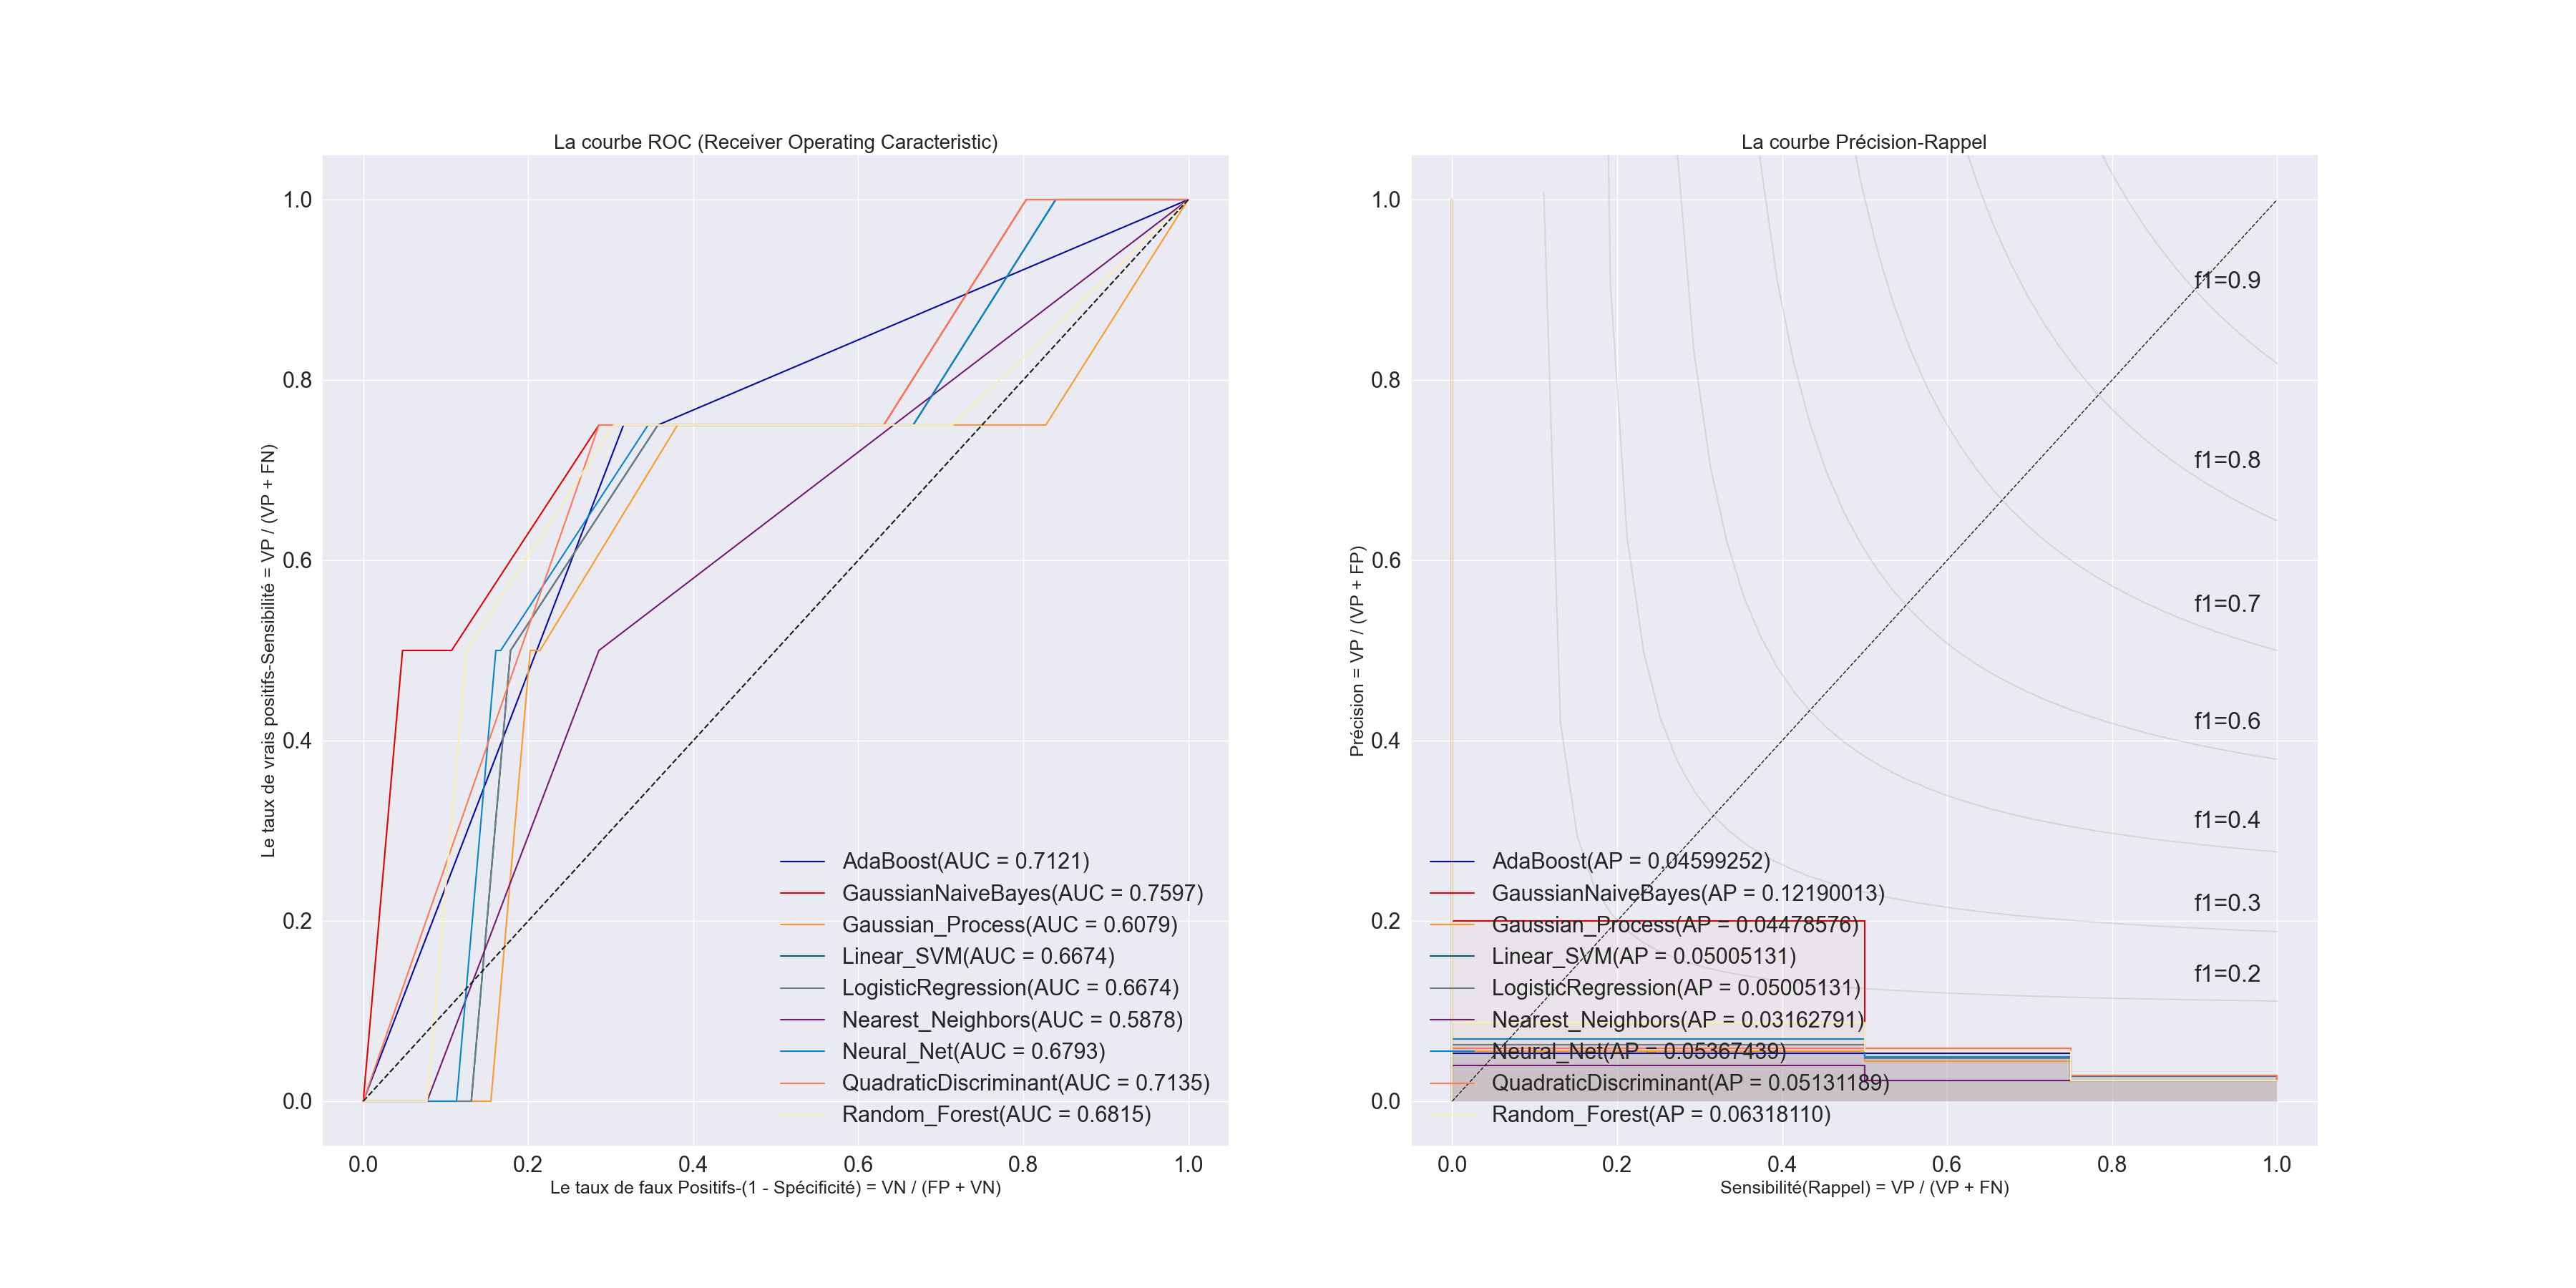 La courbe ROC (Receiver Operating Caracteristic)
1.0
0.8
0.6
0.4
0.2
0.0
Le taux de vrais positifs-Sensibilité = VP / (VP + FN)
AdaBoost(AUC = 0.7121)
GaussianNaiveBayes(AUC = 0.7597)
Gaussian_Process(AUC = 0.6079)
Linear_SVM(AUC = 0.6674)
LogisticRegression(AUC = 0.6674)
Nearest_Neighbors(AUC = 0.5878)
Neural_Net(AUC = 0.6793)
QuadraticDiscriminant(AUC = 0.7135)
Random_Forest(AUC = 0.6815)
0.0 0.2 0.4 0.6 0.8 1.0
Le taux de faux Positifs-(1 - Spécificité) = VN / (FP + VN)
La courbe Précision-Rappel
1.0
0.8
0.6
0.4
0.2
0.0
Précision = VP / (VP + FP)
f1=0.9
f1=0.8
f1=0.7
f1=0.6
f1=0.4
f1=0.3
f1=0.2
AdaBoost(AP = 0.04599252)
GaussianNaiveBayes(AP = 0.12190013)
Gaussian_Process(AP = 0.04478576)
Linear_SVM(AP = 0.05005131)
LogisticRegression(AP = 0.05005131)
Nearest_Neighbors(AP = 0.03162791)
Neural_Net(AP = 0.05367439)
QuadraticDiscriminant(AP = 0.05131189)
Random_Forest(AP = 0.06318110)
0.0 0.2 0.4 0.6 0.8 1.0
Sensibilité(Rappel) = VP / (VP + FN)